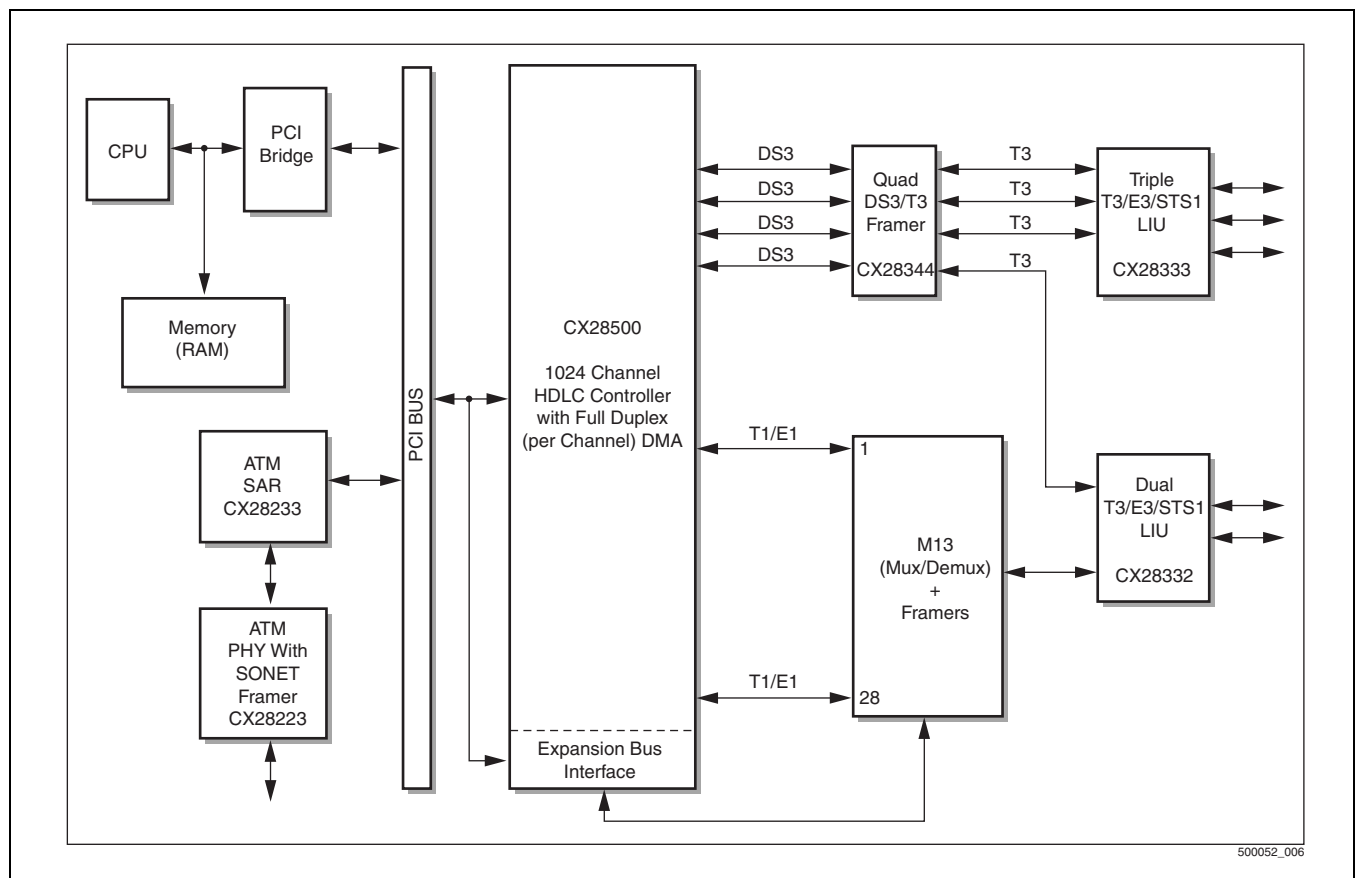 CPU
PCI
Bridge
Memory
(RAM)
ATM
SAR
CX28233
ATM
PHY With
SONET
Framer
CX28223
PCI BUS
CX28500
1024 Channel
HDLC Controller
with Full Duplex
(per Channel) DMA
Expansion Bus
Interface
DS3
DS3
DS3
DS3
T1/E1
T1/E1
Quad
DS3/T3
Framer
CX28344
T3
T3
T3
T3
Triple
T3/E3/STS1
LIU
CX28333
1
M13
(Mux/Demux)
+
Framers
28
Dual
T3/E3/STS1
LIU
CX28332
500052_006